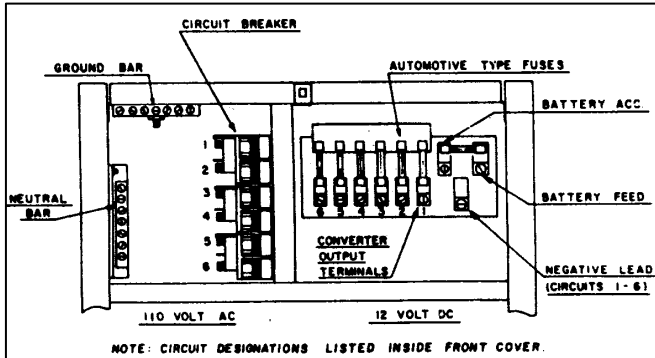 CIRCUIT BREAKER
GROUND BAR
AUTOMOTIVE TYPE FUSES
BATTERY ACC.
1
2
3
4
5
6
NEUTRAL
BAR
6 5 4 3 2 1
BATTERY FEED
CONVERTER
OUTPUT
TERMINALS
NEGATIVE LEAD
(CIRCUITS 1-6)
110 VOLT AC
12 VOLT DC
NOTE: CIRCUIT DESIGNATIONS LISTED INSIDE FRONT COVER.